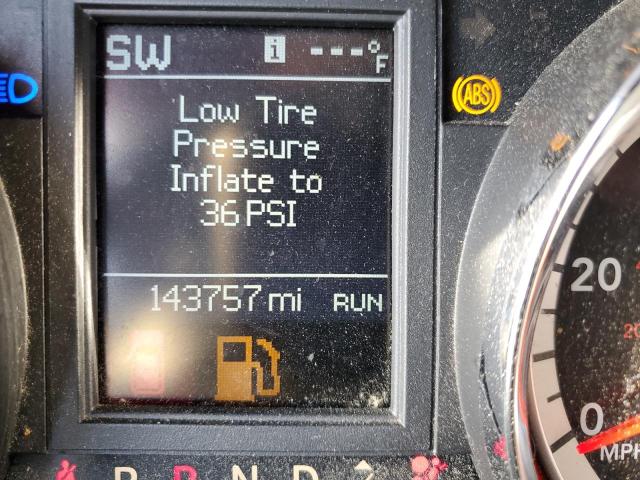 SW i ---°F
ABS
Low Tire
Pressure
Inflate to
36 PSI
143757 mi RUN
20
0
MPH
P R N D